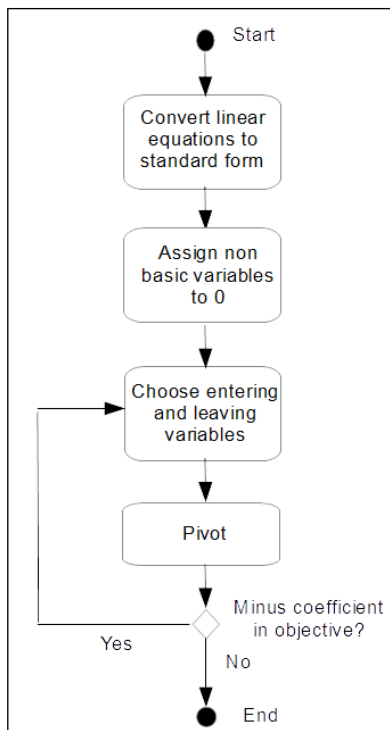 Start
Convert linear
equations to
standard form
Assign non
basic variables
to 0
Choose entering
and leaving
variables
Pivot
Minus coefficient
in objective?
Yes
No
End